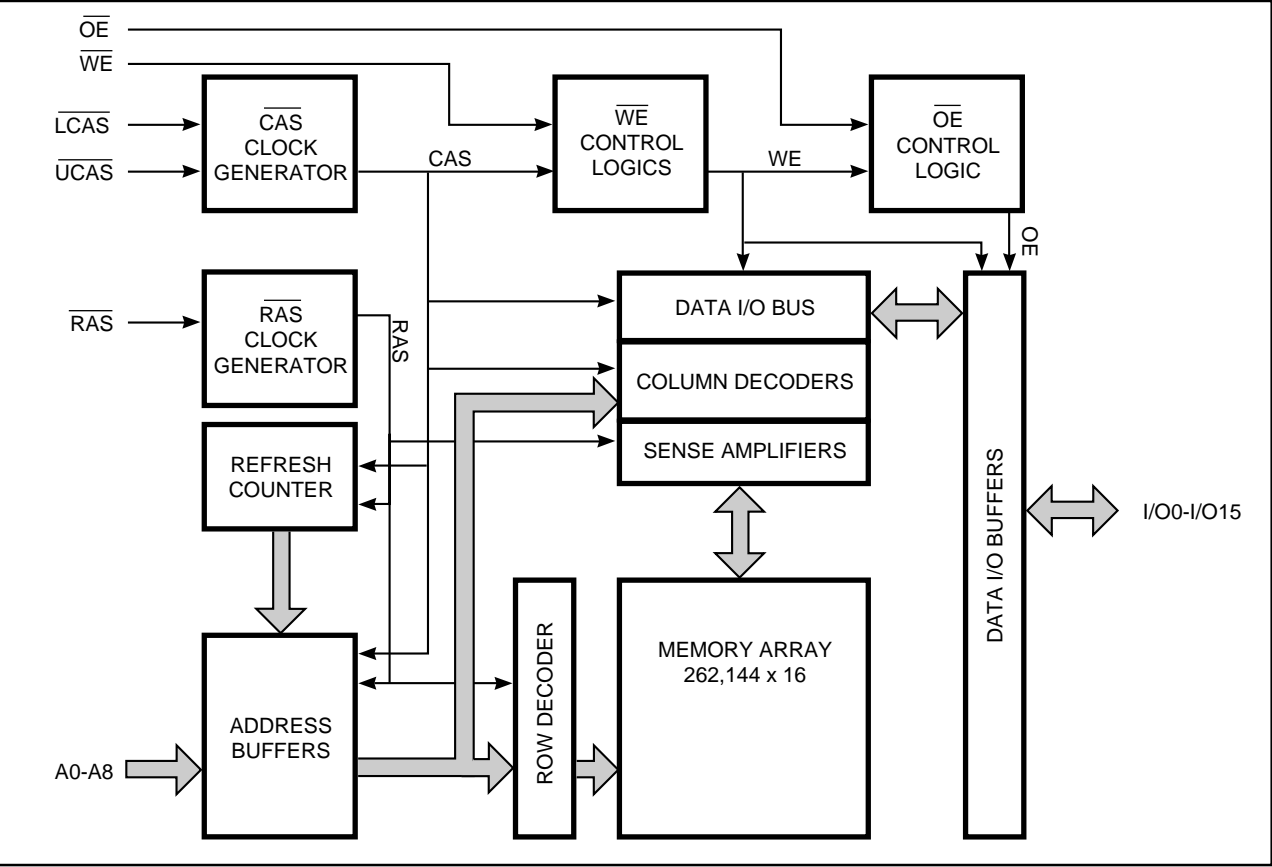 OE
WE
LCAS
UCAS
CAS
CLOCK
GENERATOR
CAS
WE
CONTROL
LOGICS
WE
OE
CONTROL
LOGIC
OE
RAS
RAS
CLOCK
GENERATOR
RAS
DATA I/O BUS
COLUMN DECODERS
SENSE AMPLIFIERS
REFRESH
COUNTER
DATA I/O BUFFERS
I/O0-I/O15
ROW DECODER
MEMORY ARRAY
262,144 x 16
ADDRESS
BUFFERS
A0-A8